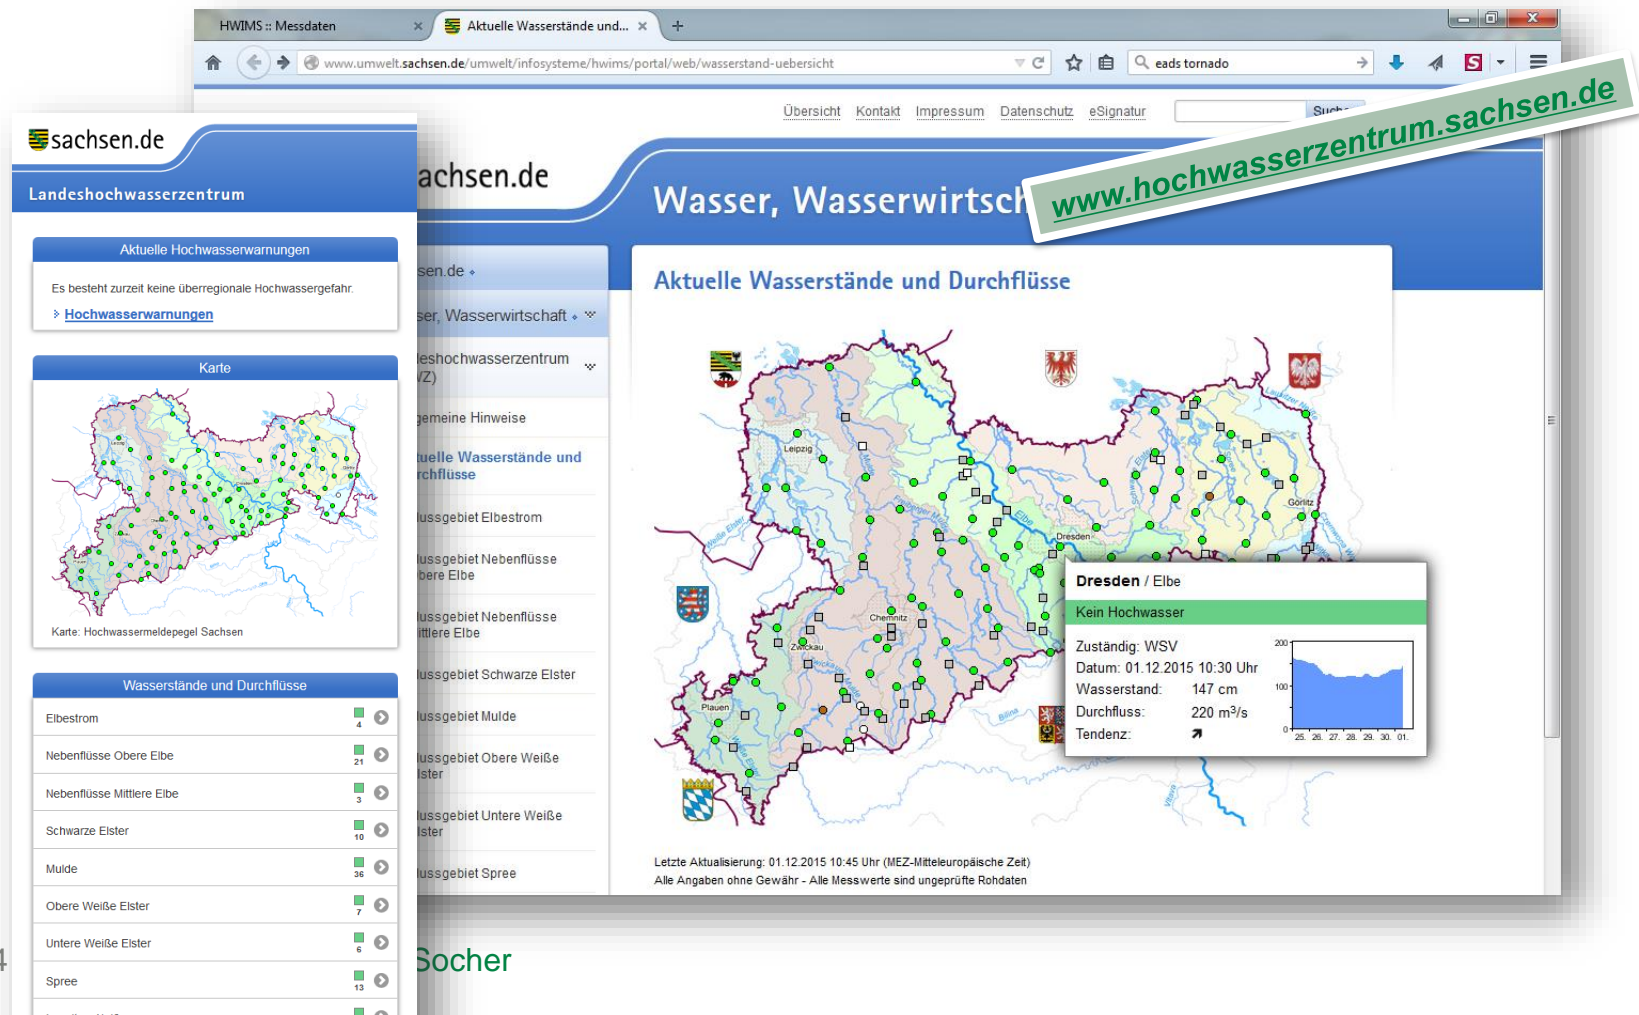 HWIMS :: Messdaten
Aktuelle Wasserstände und...
www.umwelt.sachsen.de/umwelt/infosysteme/hwims/portal/web/wasserstand-uebersicht
eads tornado
Übersicht Kontakt Impressum Datenschutz eSignatur
www.hochwasserzentrum.sachsen.de
achsen.de
Wasser, Wasserwirtsch
sen.de
ser, Wasserwirtschaft
eshochwasserzentrum
VZ)
gemeine Hinweise
tuelle Wasserstände und
rchflüsse
lussgebiet Elbestrom
lussgebiet Nebenflüsse
bere Elbe
lussgebiet Nebenflüsse
ittlere Elbe
lussgebiet Schwarze Elster
lussgebiet Mulde
lussgebiet Obere Weiße
lster
lussgebiet Untere Weiße
lster
lussgebiet Spree
Aktuelle Wasserstände und Durchflüsse
Leipzig
Görlitz
Elbe
Dresden
Chemnitz
Zwickau
Plauen
Bilina
Vltava
Weiße Elster
Dresden / Elbe
Kein Hochwasser
Zuständig: WSV
Datum: 01.12.2015 10:30 Uhr
Wasserstand: 147 cm
Durchfluss: 220 m³/s
Tendenz:
200
100
0
25. 26. 27. 28. 29. 30. 01.
Letzte Aktualisierung: 01.12.2015 10:45 Uhr (MEZ-Mitteleuropäische Zeit)
Alle Angaben ohne Gewähr - Alle Messwerte sind ungeprüfte Rohdaten
sachsen.de
Landeshochwasserzentrum
Aktuelle Hochwasserwarnungen
Es besteht zurzeit keine überregionale Hochwassergefahr.
Hochwasserwarnungen
Karte
Karte: Hochwassermeldepegel Sachsen
Wasserstände und Durchflüsse
Elbestrom 4
Nebenflüsse Obere Elbe 21
Nebenflüsse Mittlere Elbe 3
Schwarze Elster 10
Mulde 36
Obere Weiße Elster 7
Untere Weiße Elster 6
Spree 13
4
Socher